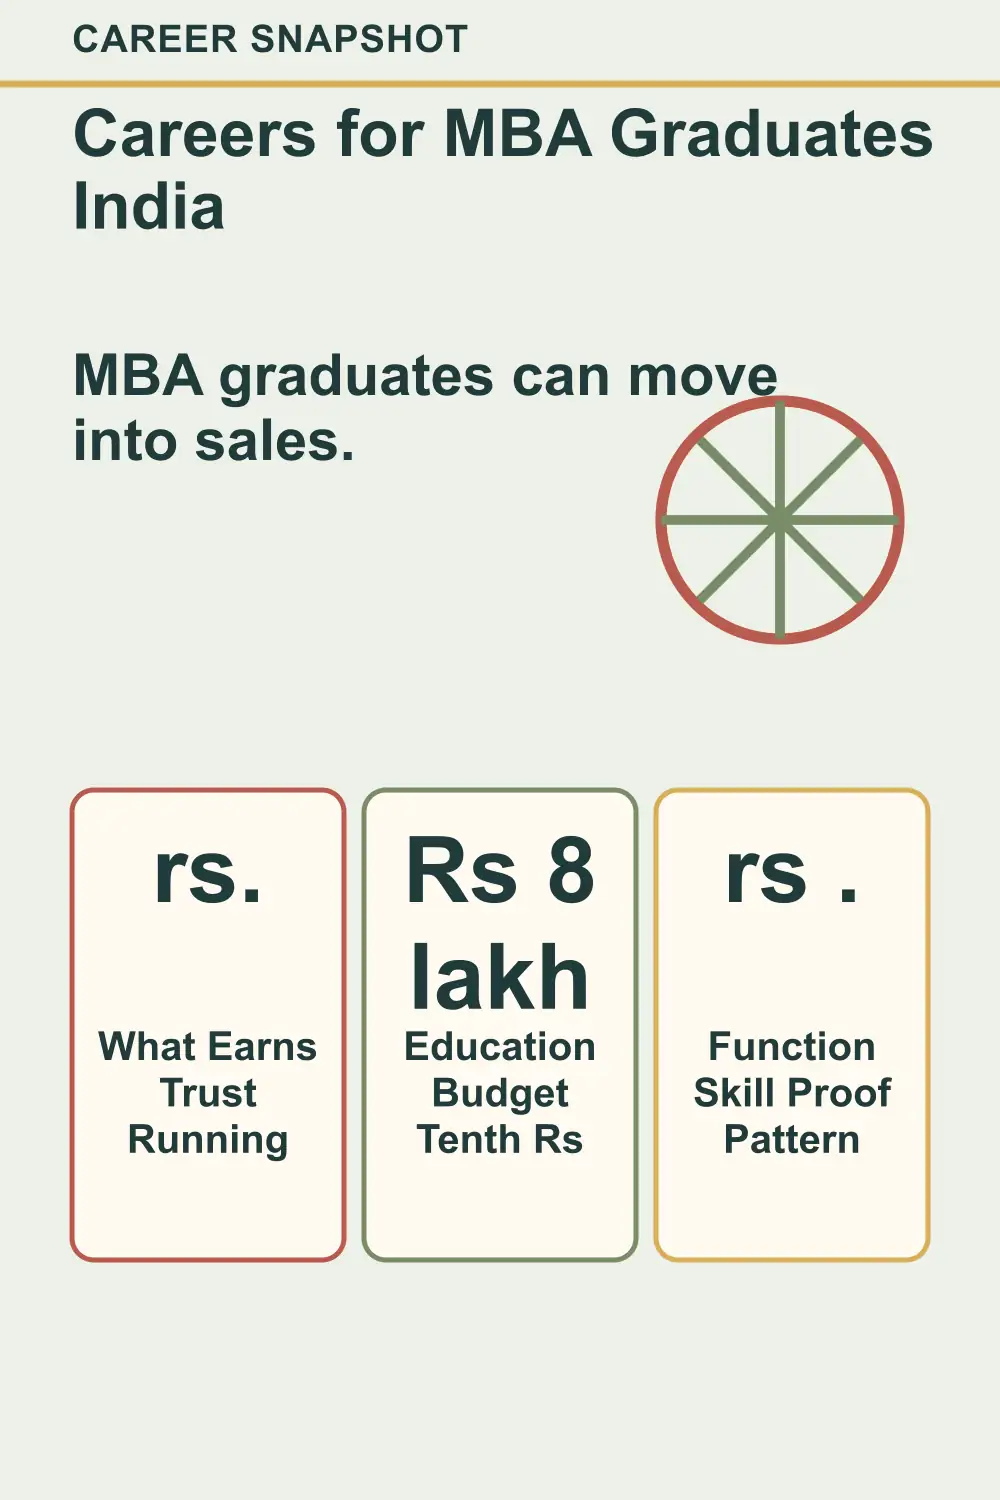 CAREER SNAPSHOT
Careers for MBA Graduates
India
MBA graduates can move
into sales.
rs.
What Earns
Trust
Running
Rs 8
lakh
Education
Budget
Tenth Rs
rs .
Function
Skill Proof
Pattern